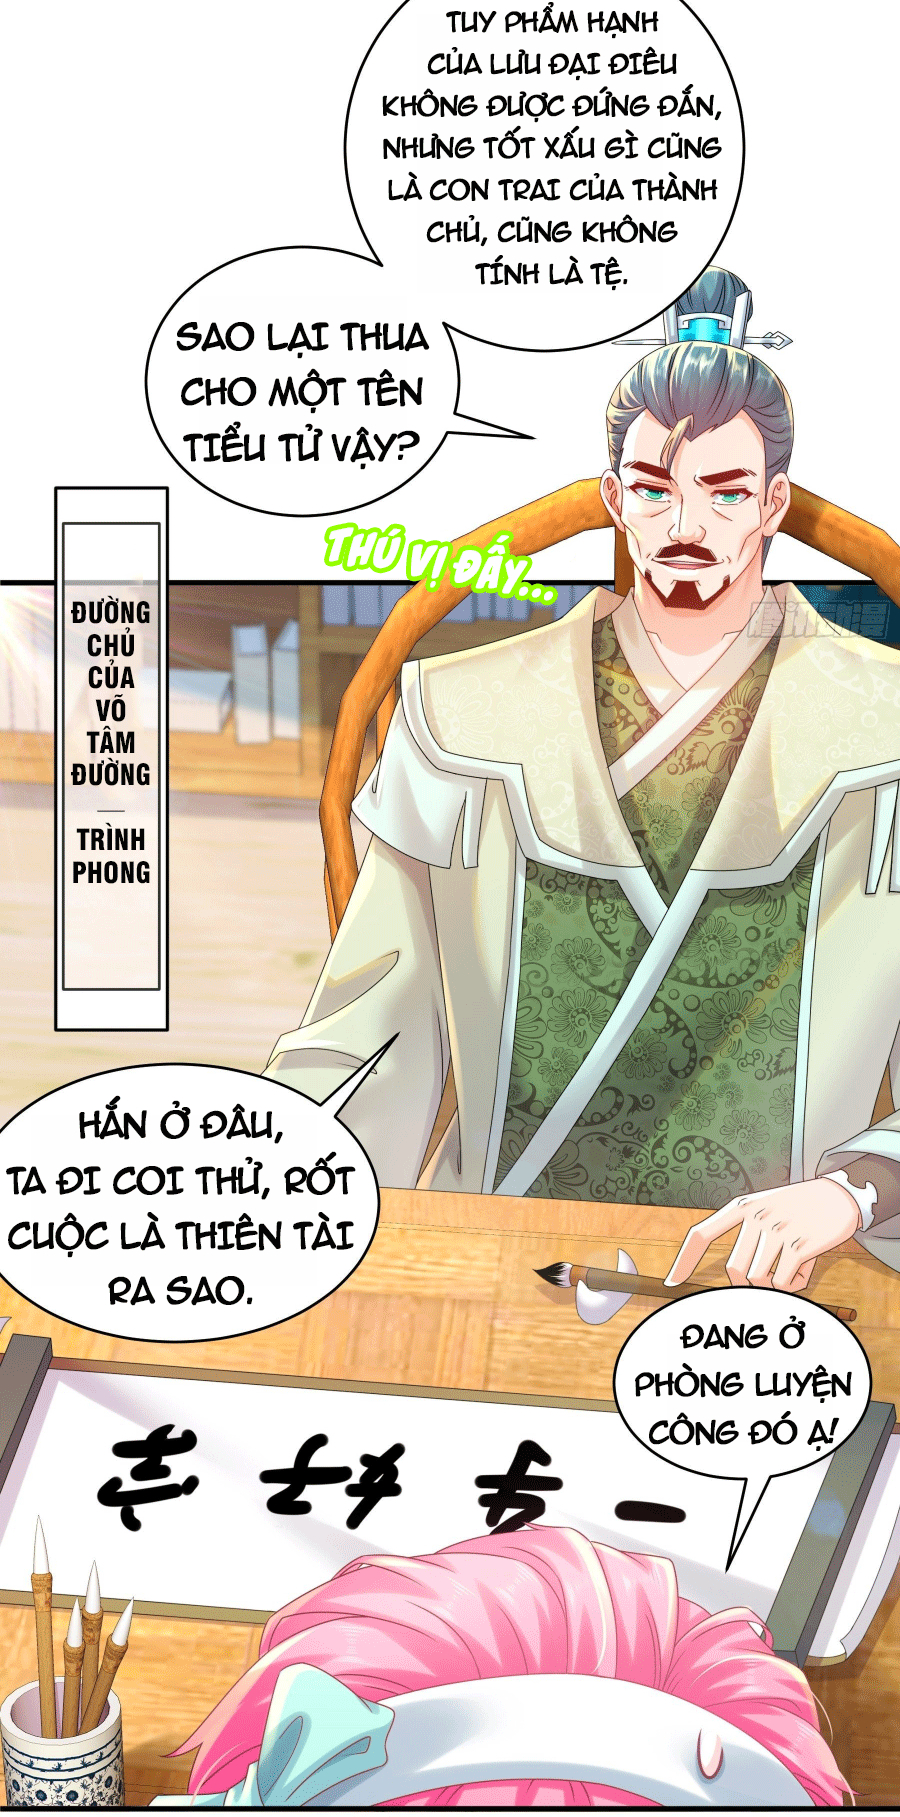 TUY PHẨM HẠNH
CỦA LƯU ĐẠI ĐIÊU
KHÔNG ĐƯỢC ĐỨNG ĐẮN,
NHƯNG TỐT XẤU GÌ CŨNG
LÀ CON TRAI CỦA THÀNH
CHỦ, CŨNG KHÔNG
TÍNH LÀ TỆ.
SAO LẠI THUA
CHO MỘT TÊN
TIỂU TỬ VẬY?
THÚ VỊ ĐẤY...
ĐƯỜNG
CHỦ
CỦA
VÕ
TÂM
ĐƯỜNG
—
TRÌNH
PHONG
HẮN Ở ĐÂU,
TA ĐI COI THỬ, RỐT
CUỘC LÀ THIÊN TÀI
RA SAO.
ĐANG Ở
PHÒNG LUYỆN
CÔNG ĐÓ Ạ!